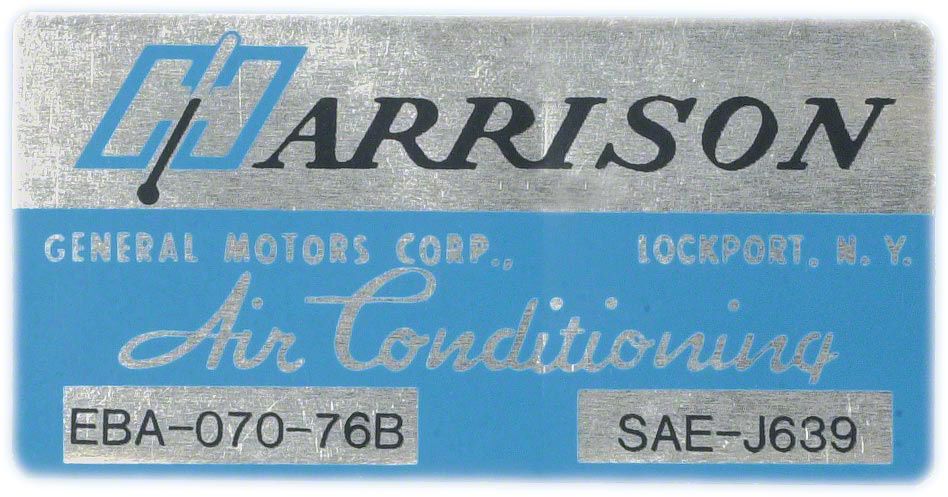 HARRISON
GENERAL MOTORS CORP., LOCKPORT, N. Y.
Air Conditioning
EBA-070-76B SAE-J639